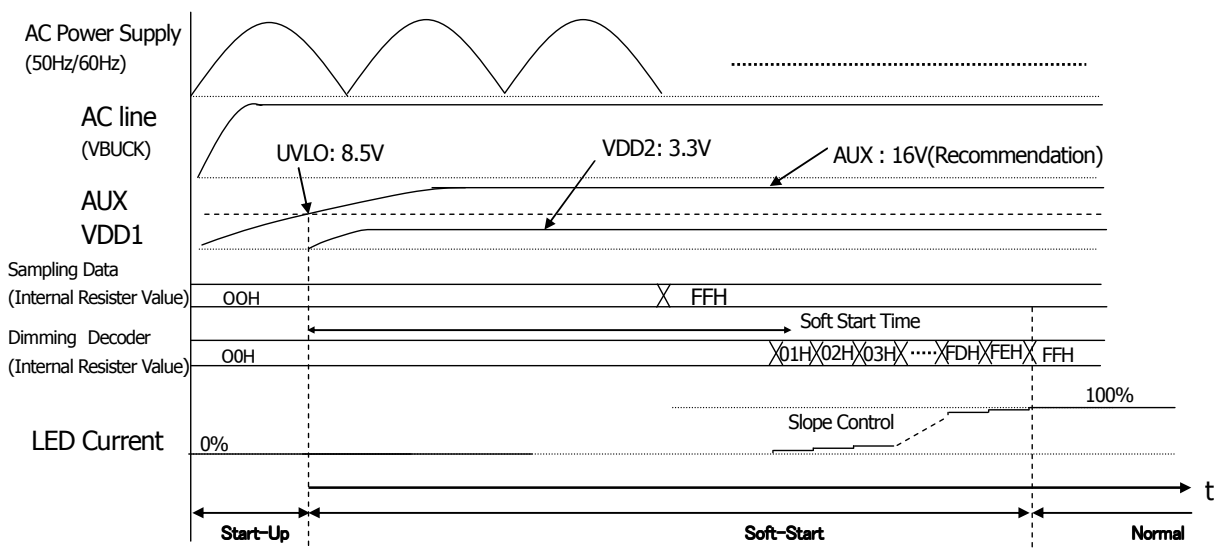 AC Power Supply
(50Hz/60Hz)
AC line
(VBUCK)
UVLO: 8.5V
VDD2: 3.3V
AUX : 16V(Recommendation)
AUX
VDD1
Sampling Data
(Internal Resister Value)
OOH
FFH
Soft Start Time
Dimming Decoder
(Internal Resister Value)
O0H
01H
02H
03H
FDH
FEH
FFH
100%
Slope Control
LED Current
0%
t
Start-Up
Soft-Start
Normal